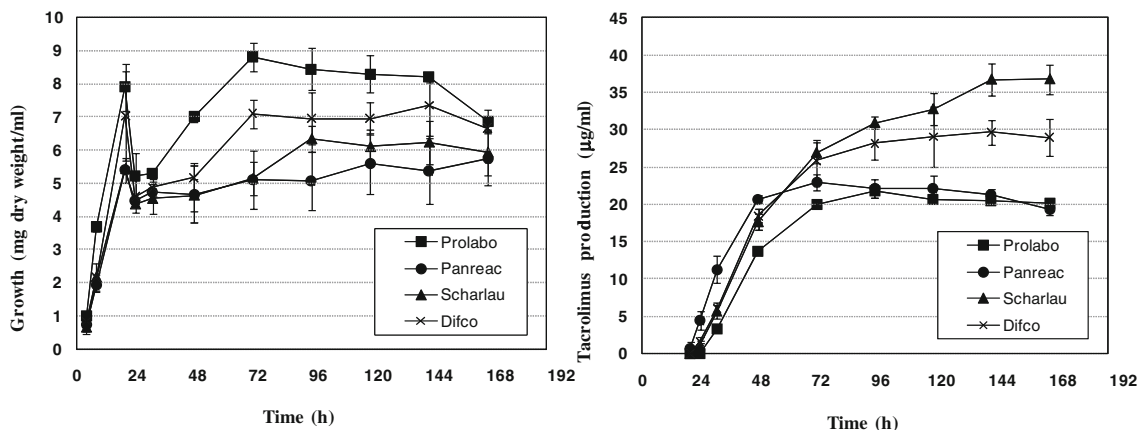 Growth (mg dry weight/ml)
10
9
8
7
6
5
4
3
2
1
0
Prolabo
Panreac
Scharlau
Difco
0 24 48 72 96 120 144 168 192
Time (h)
Tacrolimus production (µg/ml)
45
40
35
30
25
20
15
10
5
0
Prolabo
Panreac
Scharlau
Difco
0 24 48 72 96 120 144 168 192
Time (h)